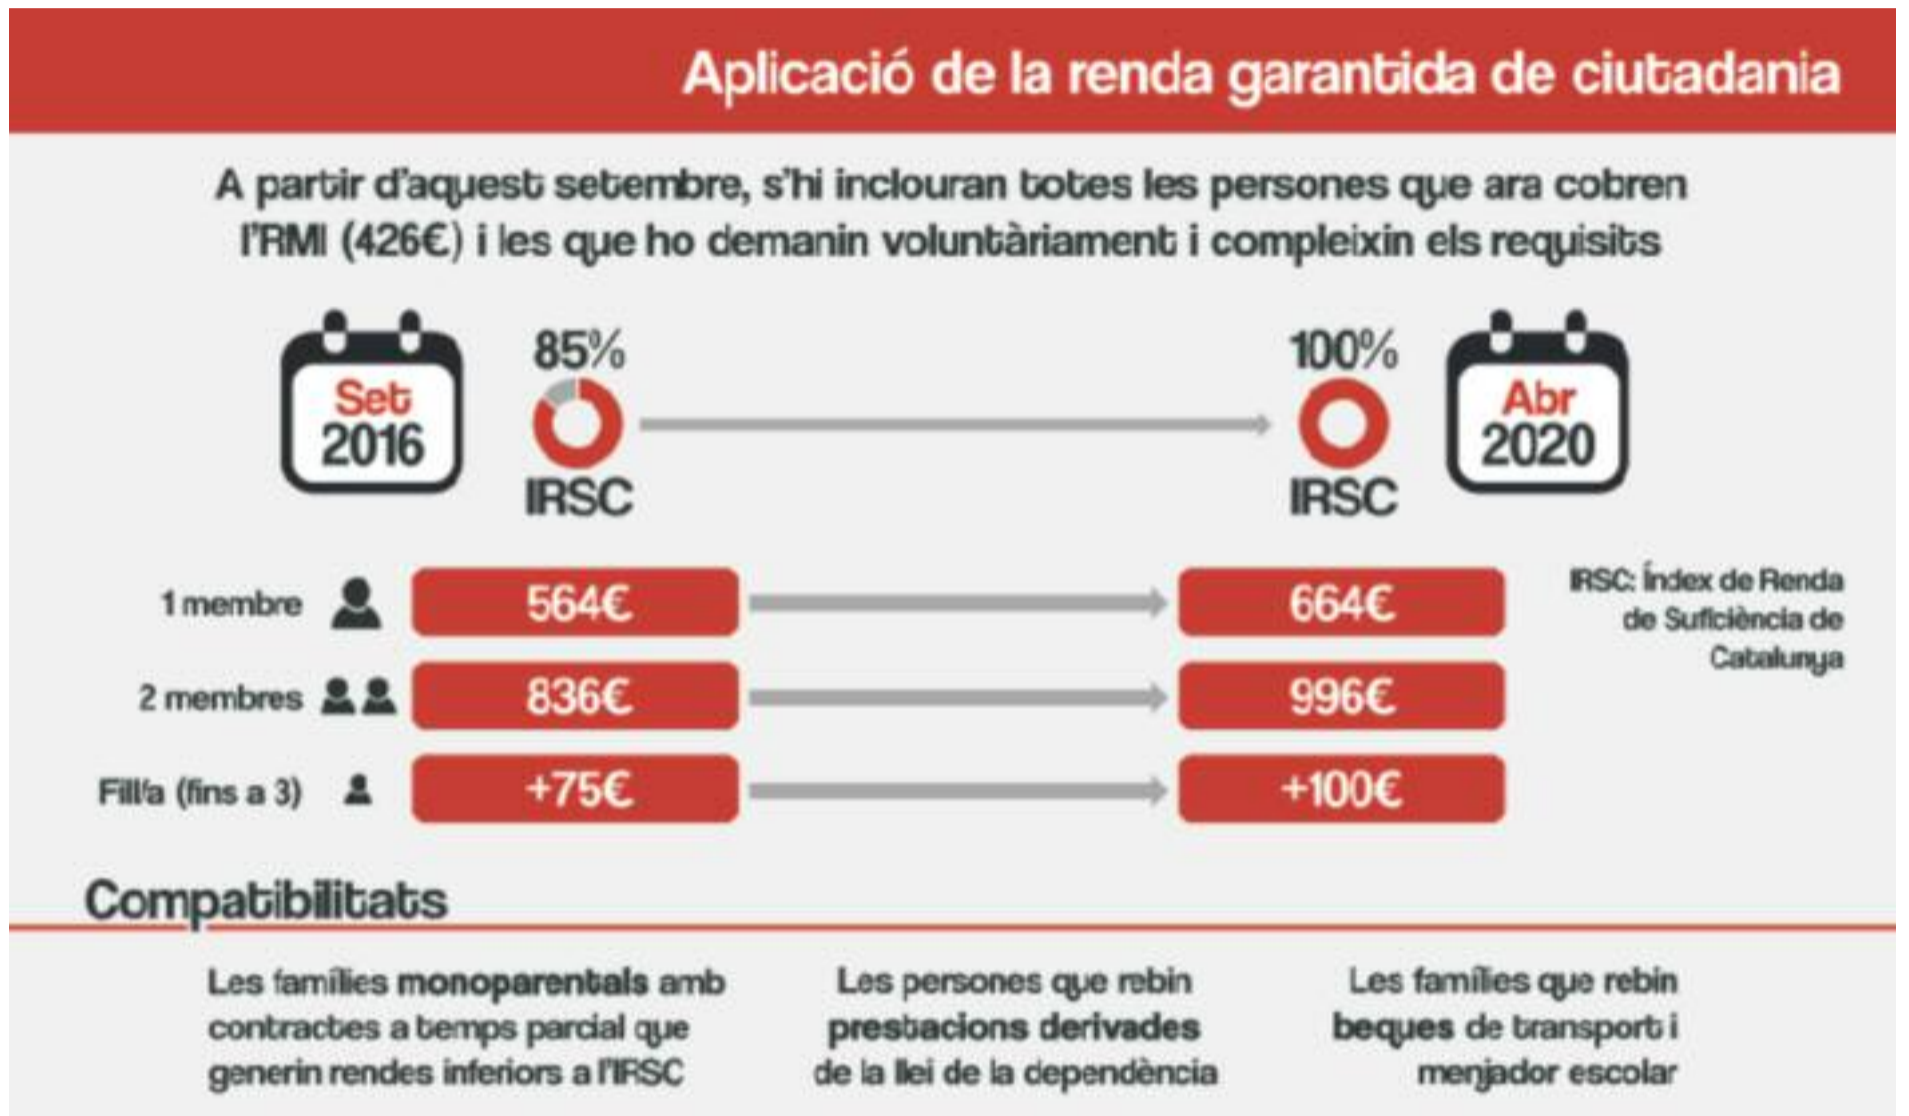 Aplicació de la renda garantida de ciutadania
A partir d'aquest setembre, s'hi inclouran totes les persones que ara cobren
l'RMI (426€) i les que ho demanin voluntàriament i compleixin els requisits
Set
2016
85%
IRSC
100%
IRSC
Abr
2020
1 membre
564€
664€
2 membres
836€
996€
Fill/a (fins a 3)
+75€
+100€
IRSC: Índex de Renda
de Suficiència de
Catalunya
Compatibilitats
Les famílies monoparentals amb
contractes a temps parcial que
generin rendes inferiors a l'IRSC
Les persones que rebin
prestacions derivades
de la llei de la dependència
Les famílies que rebin
beques de transport i
menjador escolar